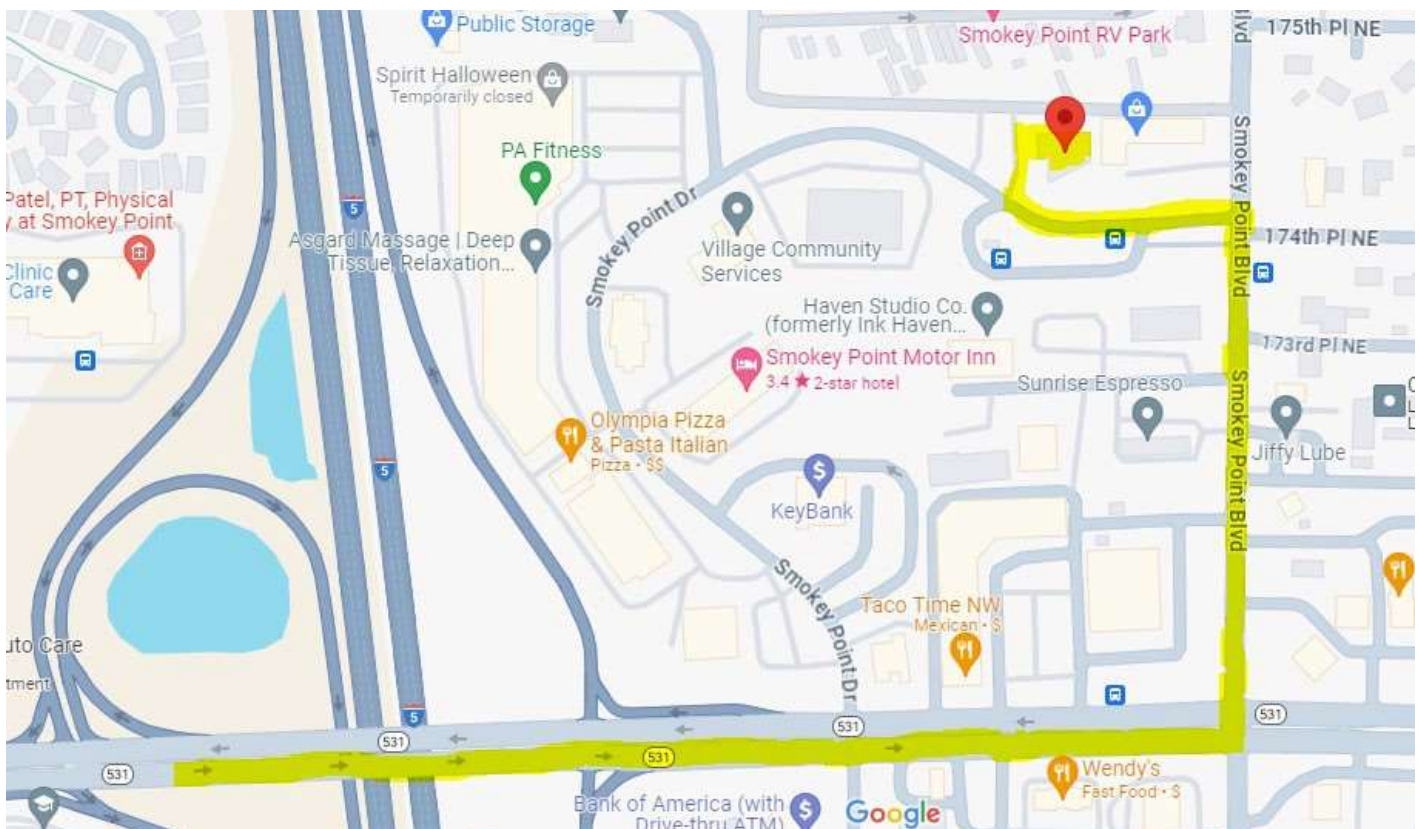 Public Storage
Smokey Point RV Park
Blvd
175th Pl NE
Spirit Halloween
Temporarily closed
PA Fitness
Smokey Point Blvd
Patel, PT, Physical
y at Smokey Point
Smokey Point Dr
5
Asgard Massage | Deep
Tissue, Relaxation...
Village Community
Services
174th Pl NE
Clinic
Care
Haven Studio Co.
(formerly Ink Haven...
173rd Pl NE
Smokey Point Motor Inn
3.4 ★ 2-star hotel
Sunrise Espresso
Smokey Point Blvd
Olympia Pizza
& Pasta Italian
Pizza • $$
5
Jiffy Lube
KeyBank
Smokey Point Dr
Taco Time NW
Mexican • $
uto Care
tment
5
531
531
531
531
531
Wendy's
Fast Food • $
Bank of America (with
Drive-thru ATM)
Google